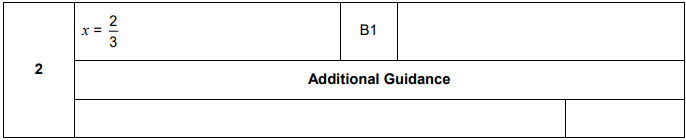 x = 2/3 B1
2
Additional Guidance